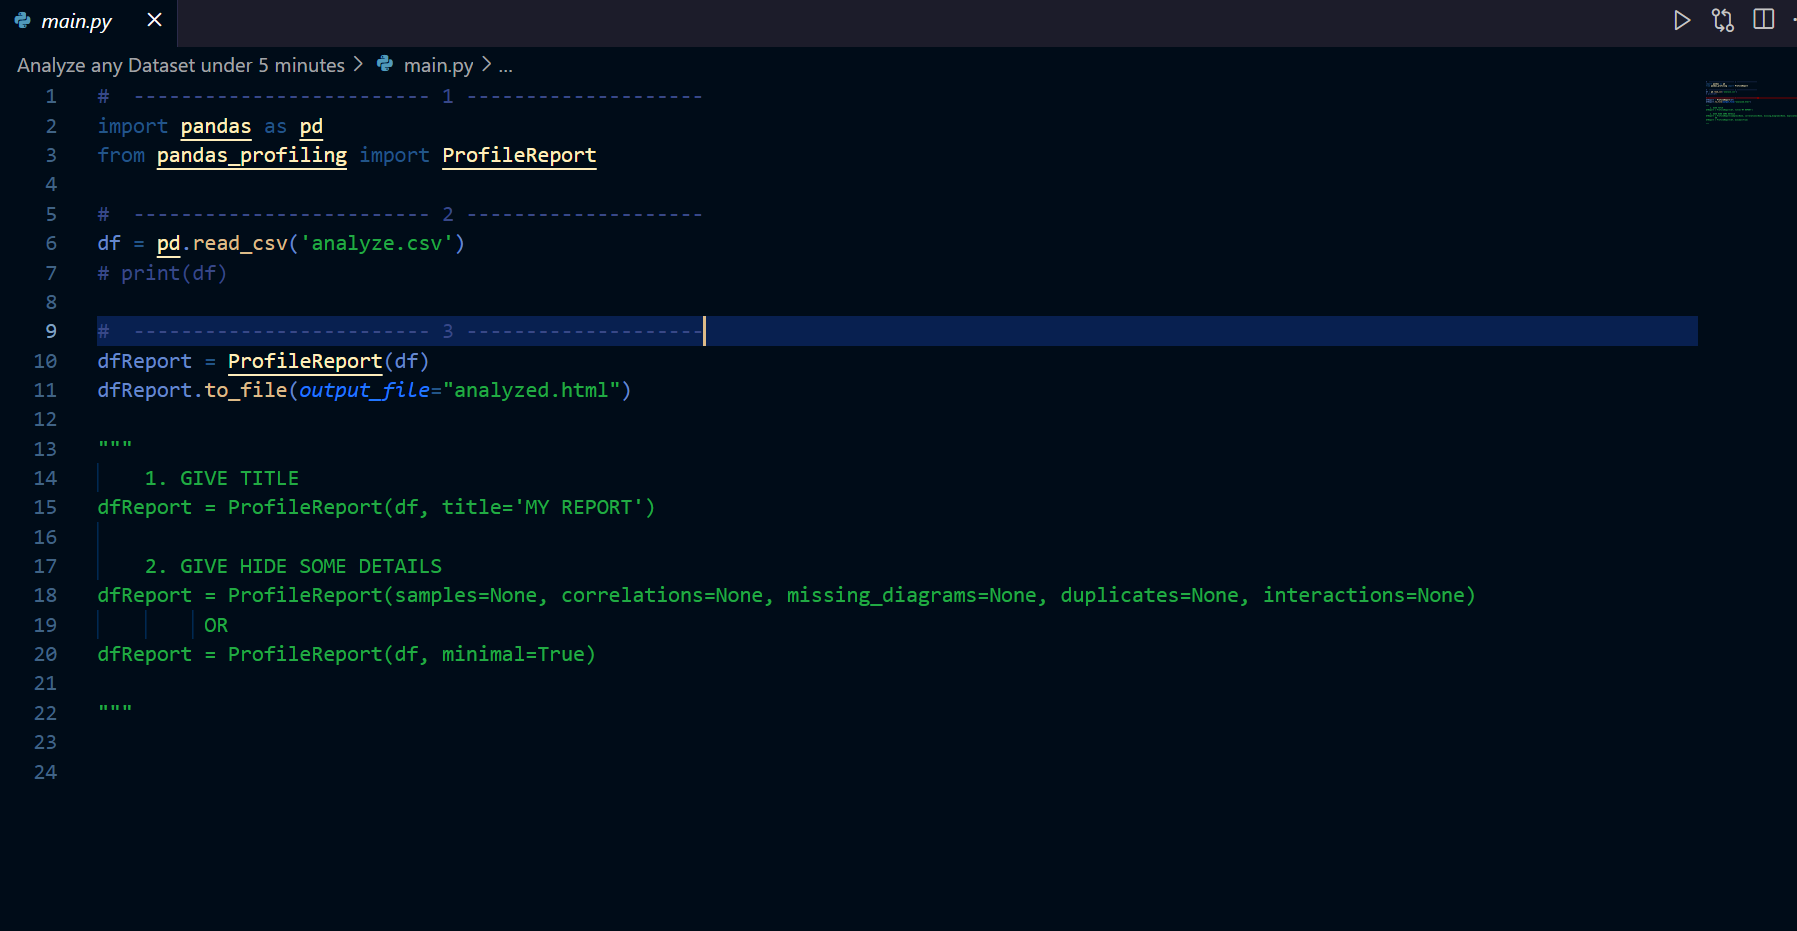 main.py
Analyze any Dataset under 5 minutes > main.py > ...
1 # ------------------------- 1 --------------------
2 import pandas as pd
3 from pandas_profiling import ProfileReport
4
5 # ------------------------- 2 --------------------
6 df = pd.read_csv('analyze.csv')
7 # print(df)
8
9 # ------------------------- 3 --------------------
10 dfReport = ProfileReport(df)
11 dfReport.to_file(output_file="analyzed.html")
12
13 """
14     1. GIVE TITLE
15 dfReport = ProfileReport(df, title='MY REPORT')
16
17     2. GIVE HIDE SOME DETAILS
18 dfReport = ProfileReport(samples=None, correlations=None, missing_diagrams=None, duplicates=None, interactions=None)
19          OR
20 dfReport = ProfileReport(df, minimal=True)
21
22 """
23
24